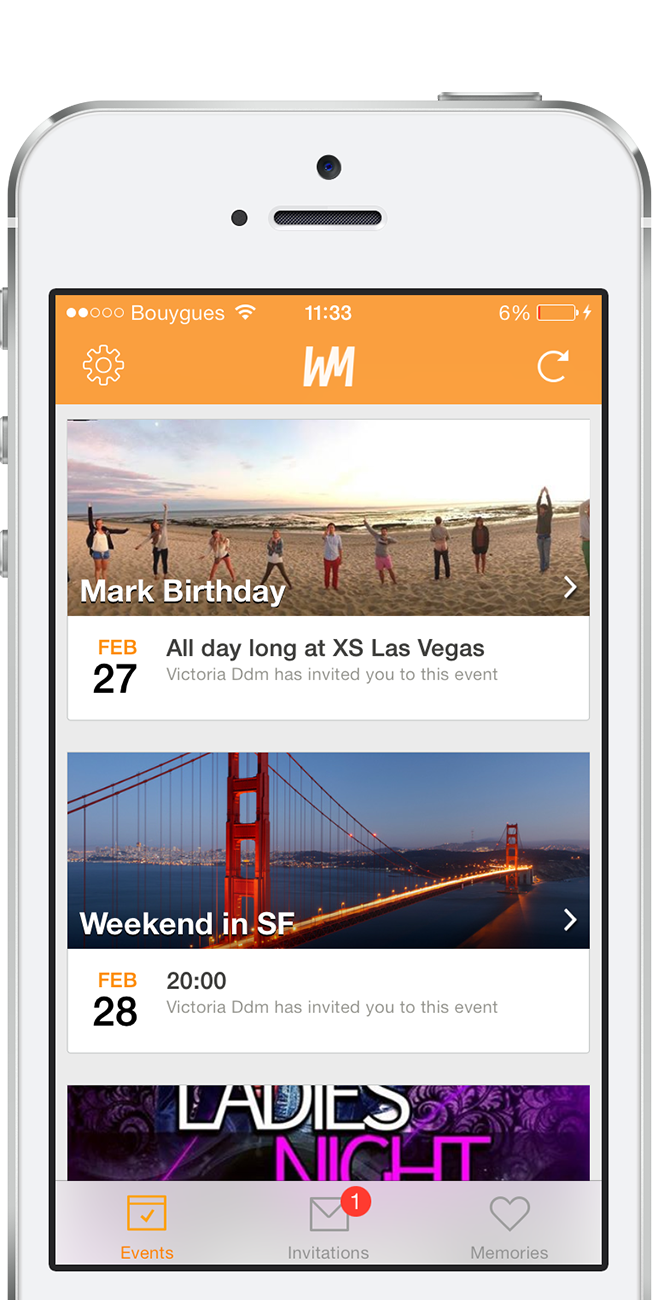 Bouygues 11:33 6%
WM
Mark Birthday
FEB
27
All day long at XS Las Vegas
Victoria Ddm has invited you to this event
Weekend in SF
FEB
28
20:00
Victoria Ddm has invited you to this event
LADIES
NIGHT
1
Events Invitations Memories